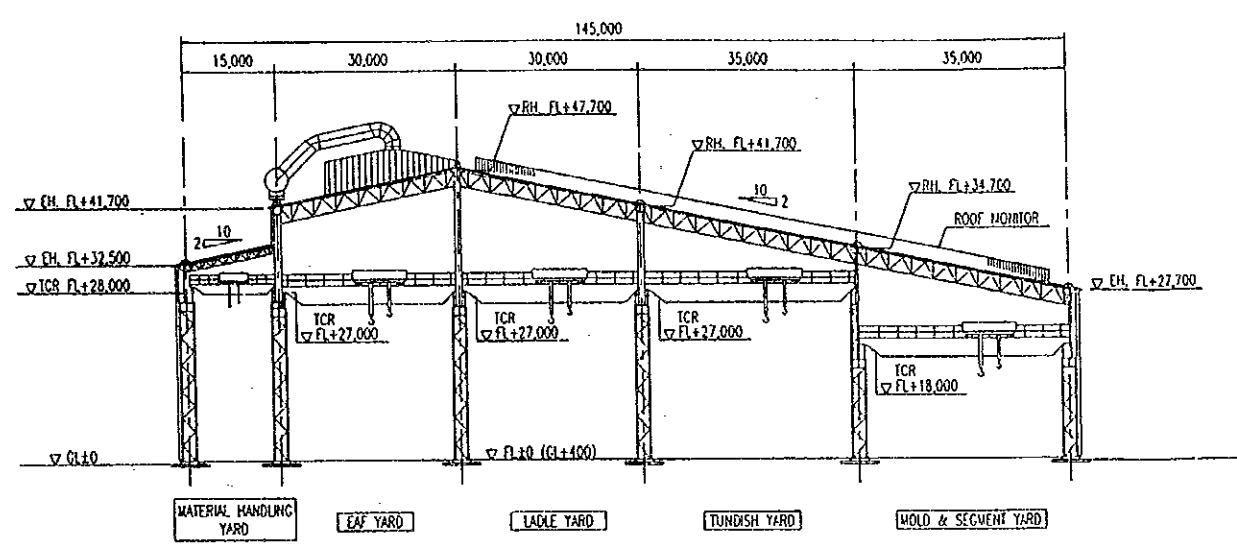 145,000
15,000 30,000 30,000 35,000 35,000
▽RH. FL+47,700
▽RH. FL+41,700
▽EH. FL+41,700
10
2
▽RH. FL+34,700
ROOF MONITOR
10
2
▽EH. FL+32,500
▽TCR FL+28,000
▽EH. FL+27,700
TCR
▽FL+27,000
TCR
▽FL+27,000
TCR
▽FL+27,000
TCR
▽FL+18,000
▽GL±0
▽FL±0 (GL+400)
MATERIAL HANDLING
YARD
EAF YARD
LADLE YARD
TUNDISH YARD
MOLD & SEGMENT YARD